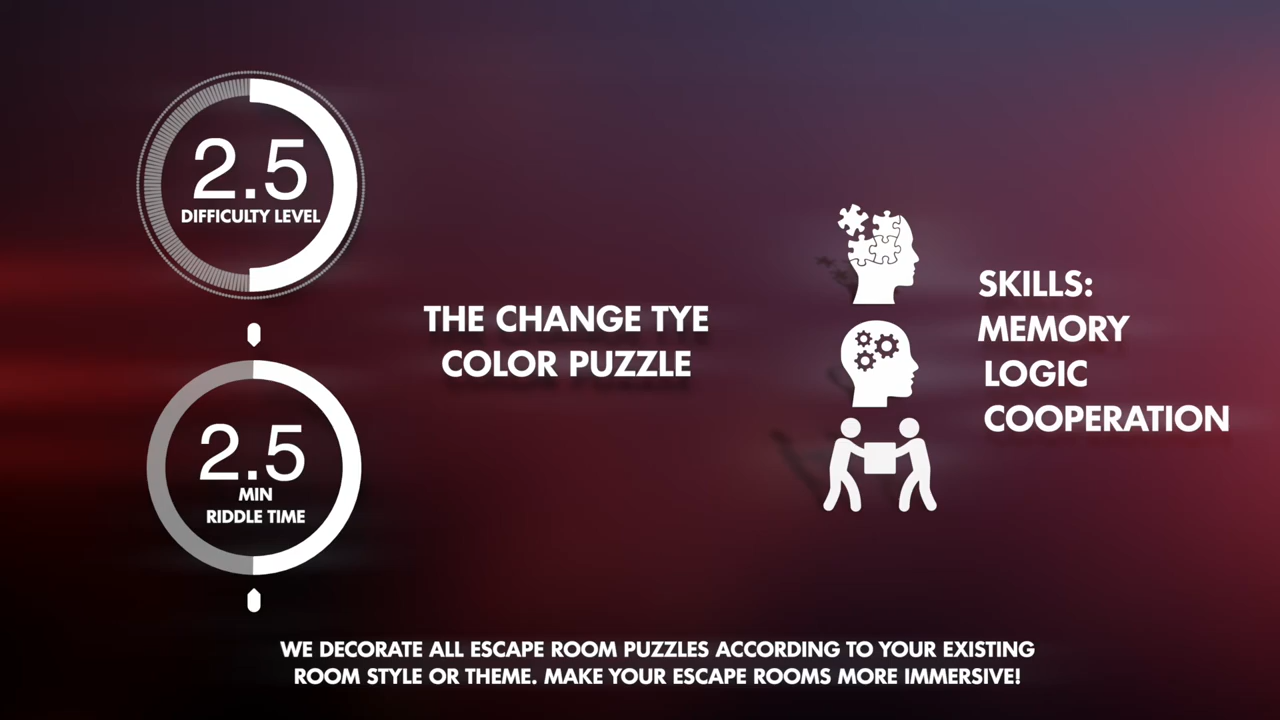 2.5
DIFFICULTY LEVEL
2.5
MIN
RIDDLE TIME
THE CHANGE TYE
COLOR PUZZLE
SKILLS:
MEMORY
LOGIC
COOPERATION
WE DECORATE ALL ESCAPE ROOM PUZZLES ACCORDING TO YOUR EXISTING
ROOM STYLE OR THEME. MAKE YOUR ESCAPE ROOMS MORE IMMERSIVE!